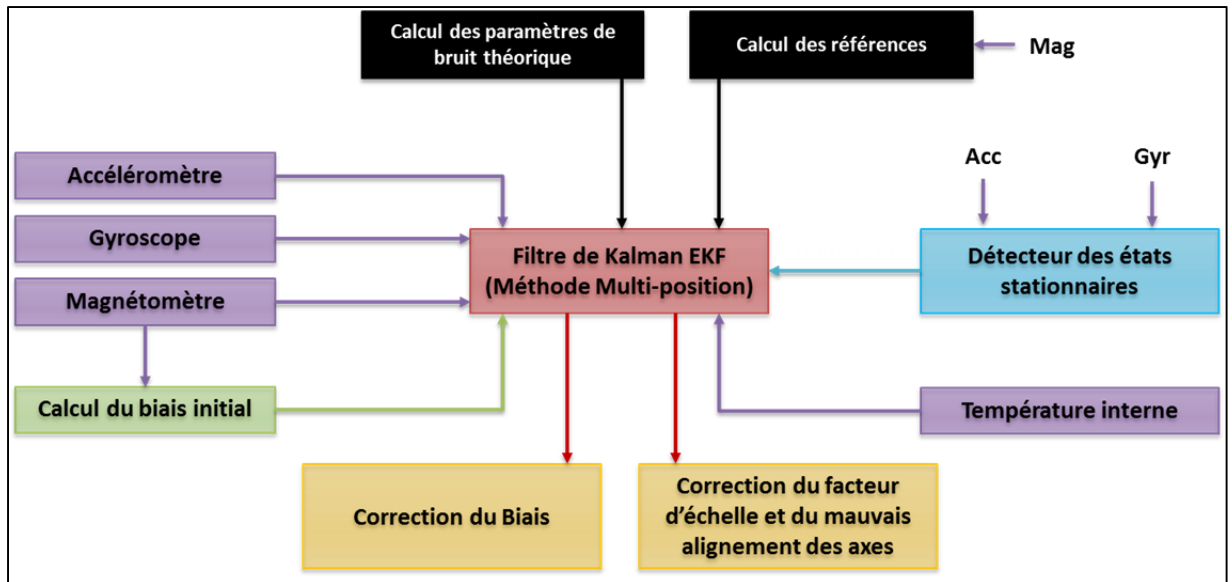 Calcul des paramètres de
bruit théorique
Calcul des références
Mag
Accéléromètre
Acc
Gyr
Gyroscope
Filtre de Kalman EKF
(Méthode Multi-position)
Détecteur des états
stationnaires
Magnétomètre
Calcul du biais initial
Température interne
Correction du Biais
Correction du facteur
d'échelle et du mauvais
alignement des axes